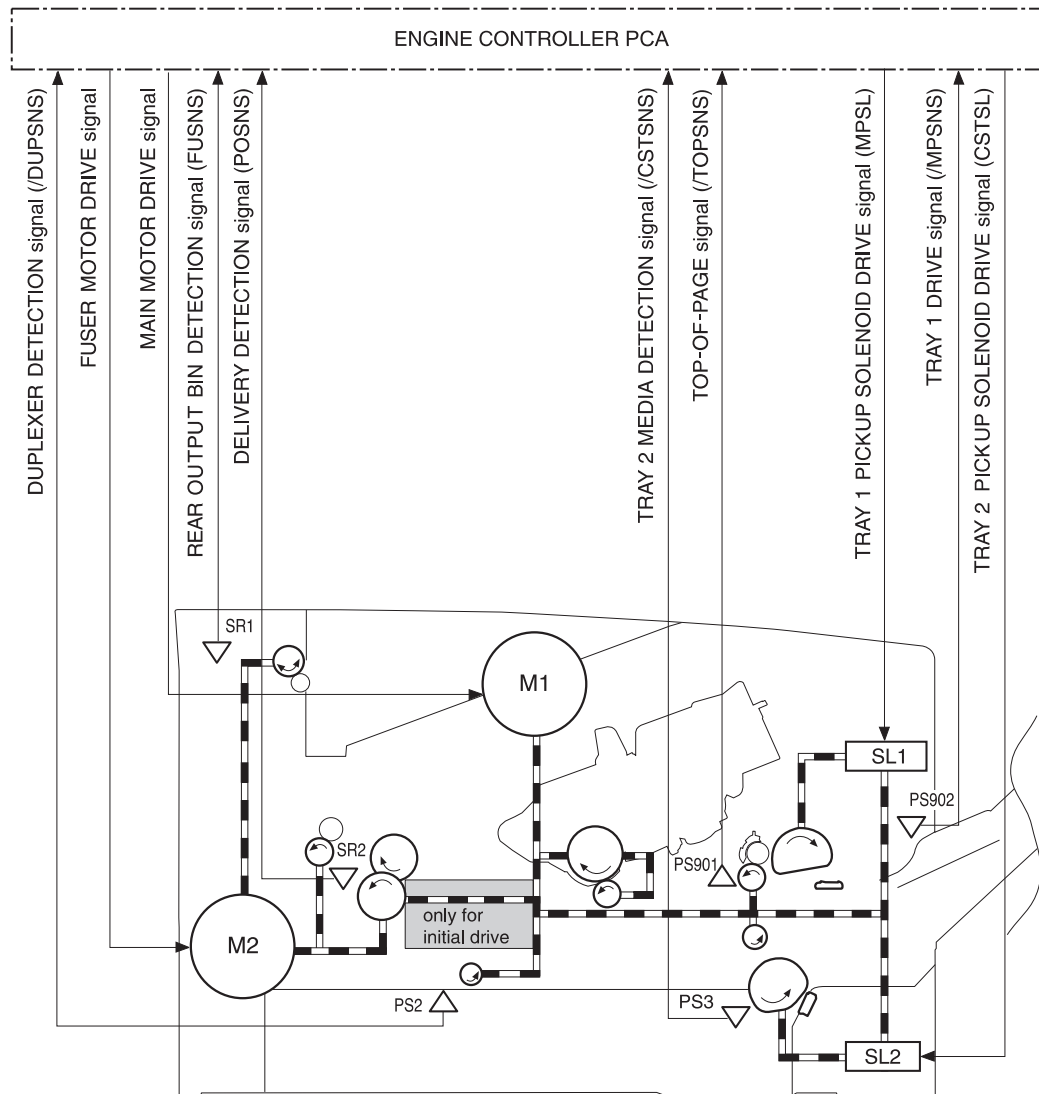 ENGINE CONTROLLER PCA
DUPLEXER DETECTION signal (/DUPSNS)
FUSER MOTOR DRIVE signal
MAIN MOTOR DRIVE signal
REAR OUTPUT BIN DETECTION signal (FUSNS)
DELIVERY DETECTION signal (POSNS)
TRAY 2 MEDIA DETECTION signal (/CSTSNS)
TOP-OF-PAGE signal (/TOPSNS)
TRAY 1 PICKUP SOLENOID DRIVE signal (MPSL)
TRAY 1 DRIVE signal (/MPSNS)
TRAY 2 PICKUP SOLENOID DRIVE signal (CSTSL)
SR1
M1
SL1
PS902
SR2
PS901
only for
initial drive
M2
PS2
PS3
SL2